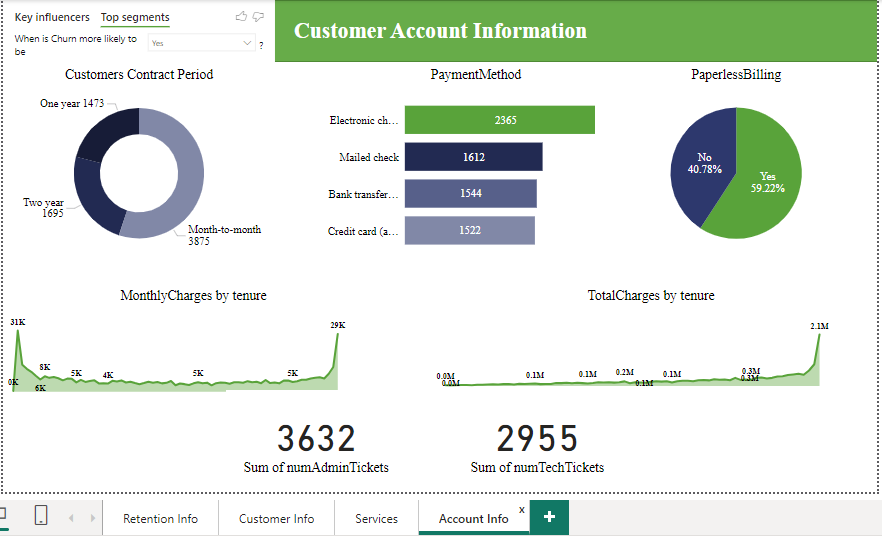 Key influencers Top segments
When is Churn more likely to
be
Yes
?
Customer Account Information
Customers Contract Period
One year 1473
Two year
1695
Month-to-month
3875
PaymentMethod
Electronic ch...
2365
Mailed check
1612
Bank transfer...
1544
Credit card (a...
1522
PaperlessBilling
No
40.78%
Yes
59.22%
MonthlyCharges by tenure
31K
0K
8K
6K
5K
4K
5K
5K
29K
TotalCharges by tenure
0.0M
0.0M
0.1M
0.1M
0.2M
0.1M
0.1M
0.3M
0.3M
2.1M
3632
Sum of numAdminTickets
2955
Sum of numTechTickets
Retention Info
Customer Info
Services
Account Info
x
+